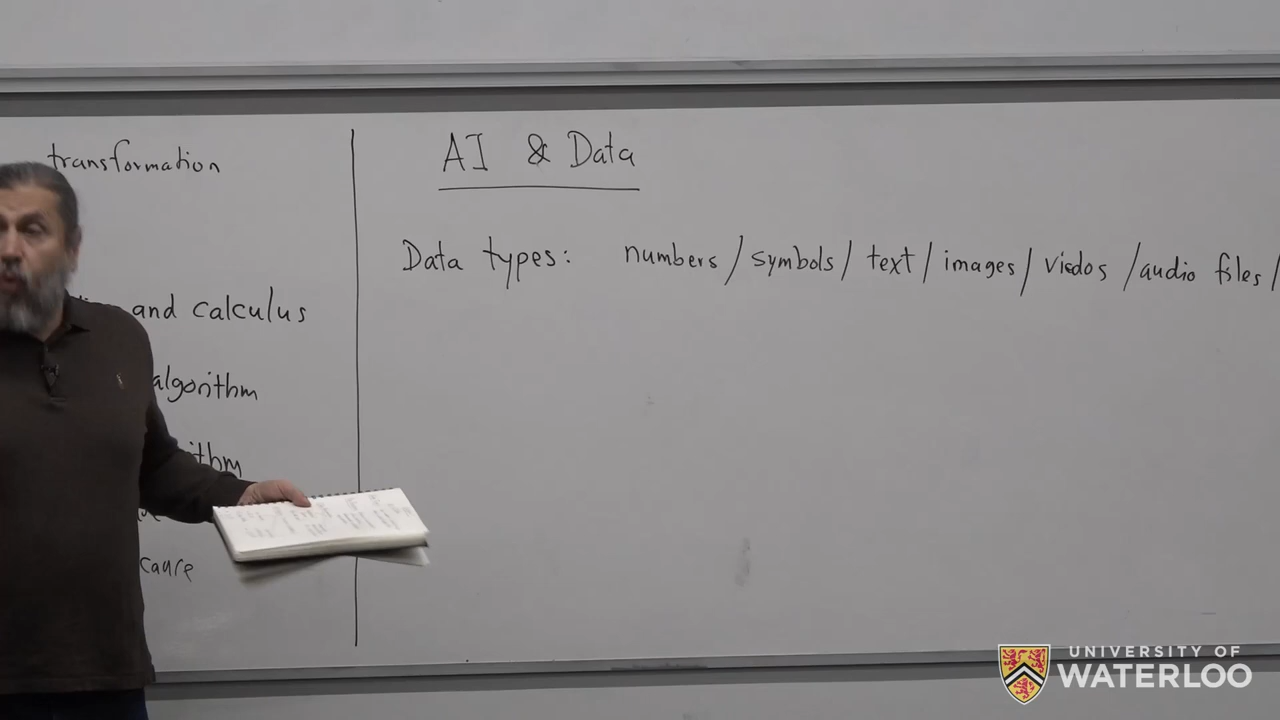 transformation
and calculus
algorithm
ithm
caure
AI & Data
Data types: numbers / symbols / text / images / viedos / audio files /
UNIVERSITY OF
WATERLOO